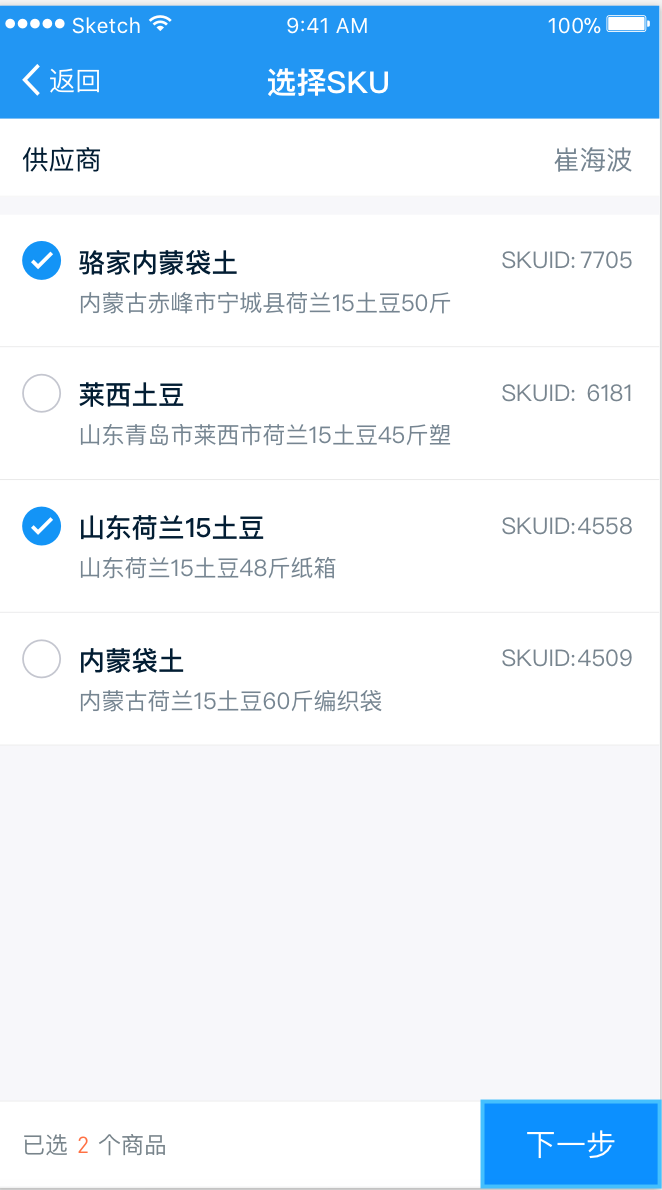 Sketch 9:41 AM 100%
返回 选择SKU
供应商 崔海波
骆家内蒙袋土 SKUID: 7705
内蒙古赤峰市宁城县荷兰15土豆50斤
莱西土豆 SKUID: 6181
山东青岛市莱西市荷兰15土豆45斤塑
山东荷兰15土豆 SKUID:4558
山东荷兰15土豆48斤纸箱
内蒙袋土 SKUID:4509
内蒙古荷兰15土豆60斤编织袋
已选 2 个商品 下一步